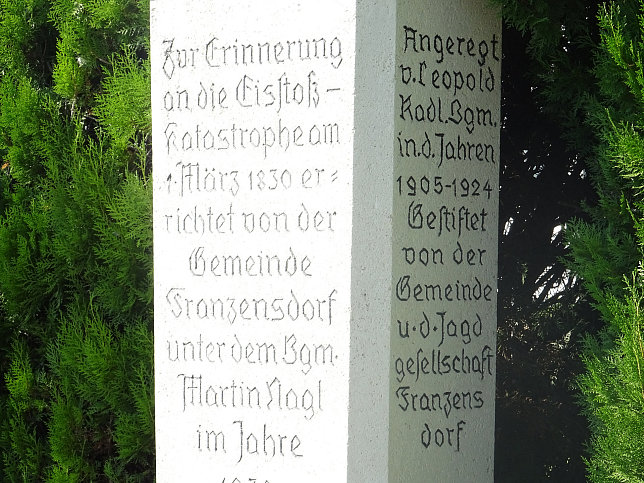 Zur Erinnerung
an die Eisstoß-
Katastrophe am
1. März 1830 er=
richtet von der
Gemeinde
Franzensdorf
unter dem Bgm.
Martin Nagl
im Jahre
Angeregt
v. Leopold
Radl. Bgm.
in. d. Jahren
1905-1924
Gestiftet
von der
Gemeinde
u. d. Jagd
gesellschaft
Franzens
dorf